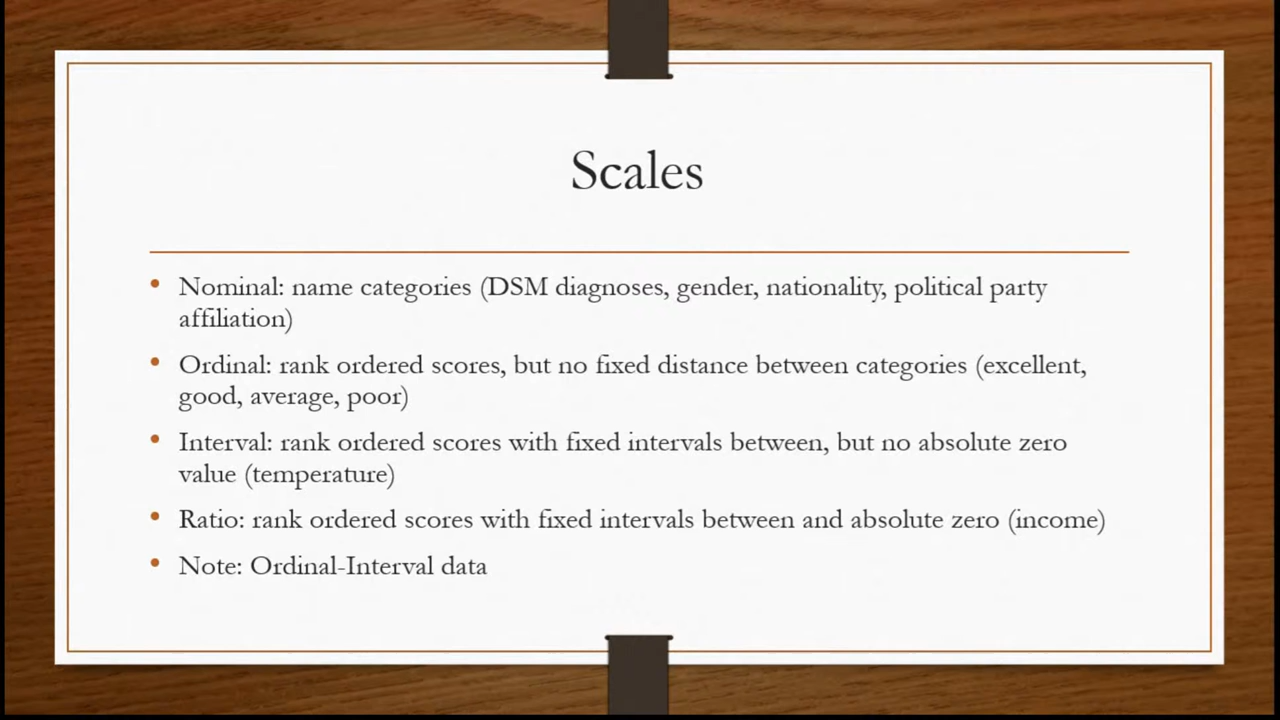 Scales
• Nominal: name categories (DSM diagnoses, gender, nationality, political party
affiliation)
• Ordinal: rank ordered scores, but no fixed distance between categories (excellent,
good, average, poor)
• Interval: rank ordered scores with fixed intervals between, but no absolute zero
value (temperature)
• Ratio: rank ordered scores with fixed intervals between and absolute zero (income)
• Note: Ordinal-Interval data